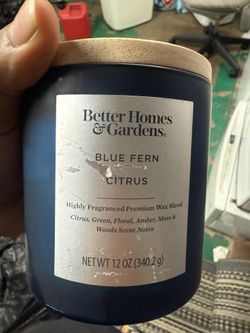 Better Homes
& Gardens®
BLUE FERN
CITRUS
Highly Fragranced Premium Wax Blend
Citrus, Green, Floral, Amber, Moss &
Woods Scent Notes
NET WT 12 OZ (340.2 g)